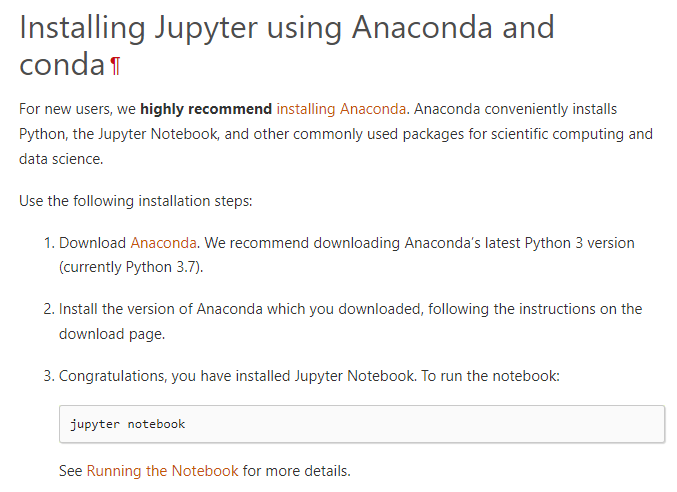 Installing Jupyter using Anaconda and
conda¶
For new users, we highly recommend installing Anaconda. Anaconda conveniently installs
Python, the Jupyter Notebook, and other commonly used packages for scientific computing and
data science.
Use the following installation steps:
1. Download Anaconda. We recommend downloading Anaconda's latest Python 3 version
(currently Python 3.7).
2. Install the version of Anaconda which you downloaded, following the instructions on the
download page.
3. Congratulations, you have installed Jupyter Notebook. To run the notebook:
jupyter notebook
See Running the Notebook for more details.